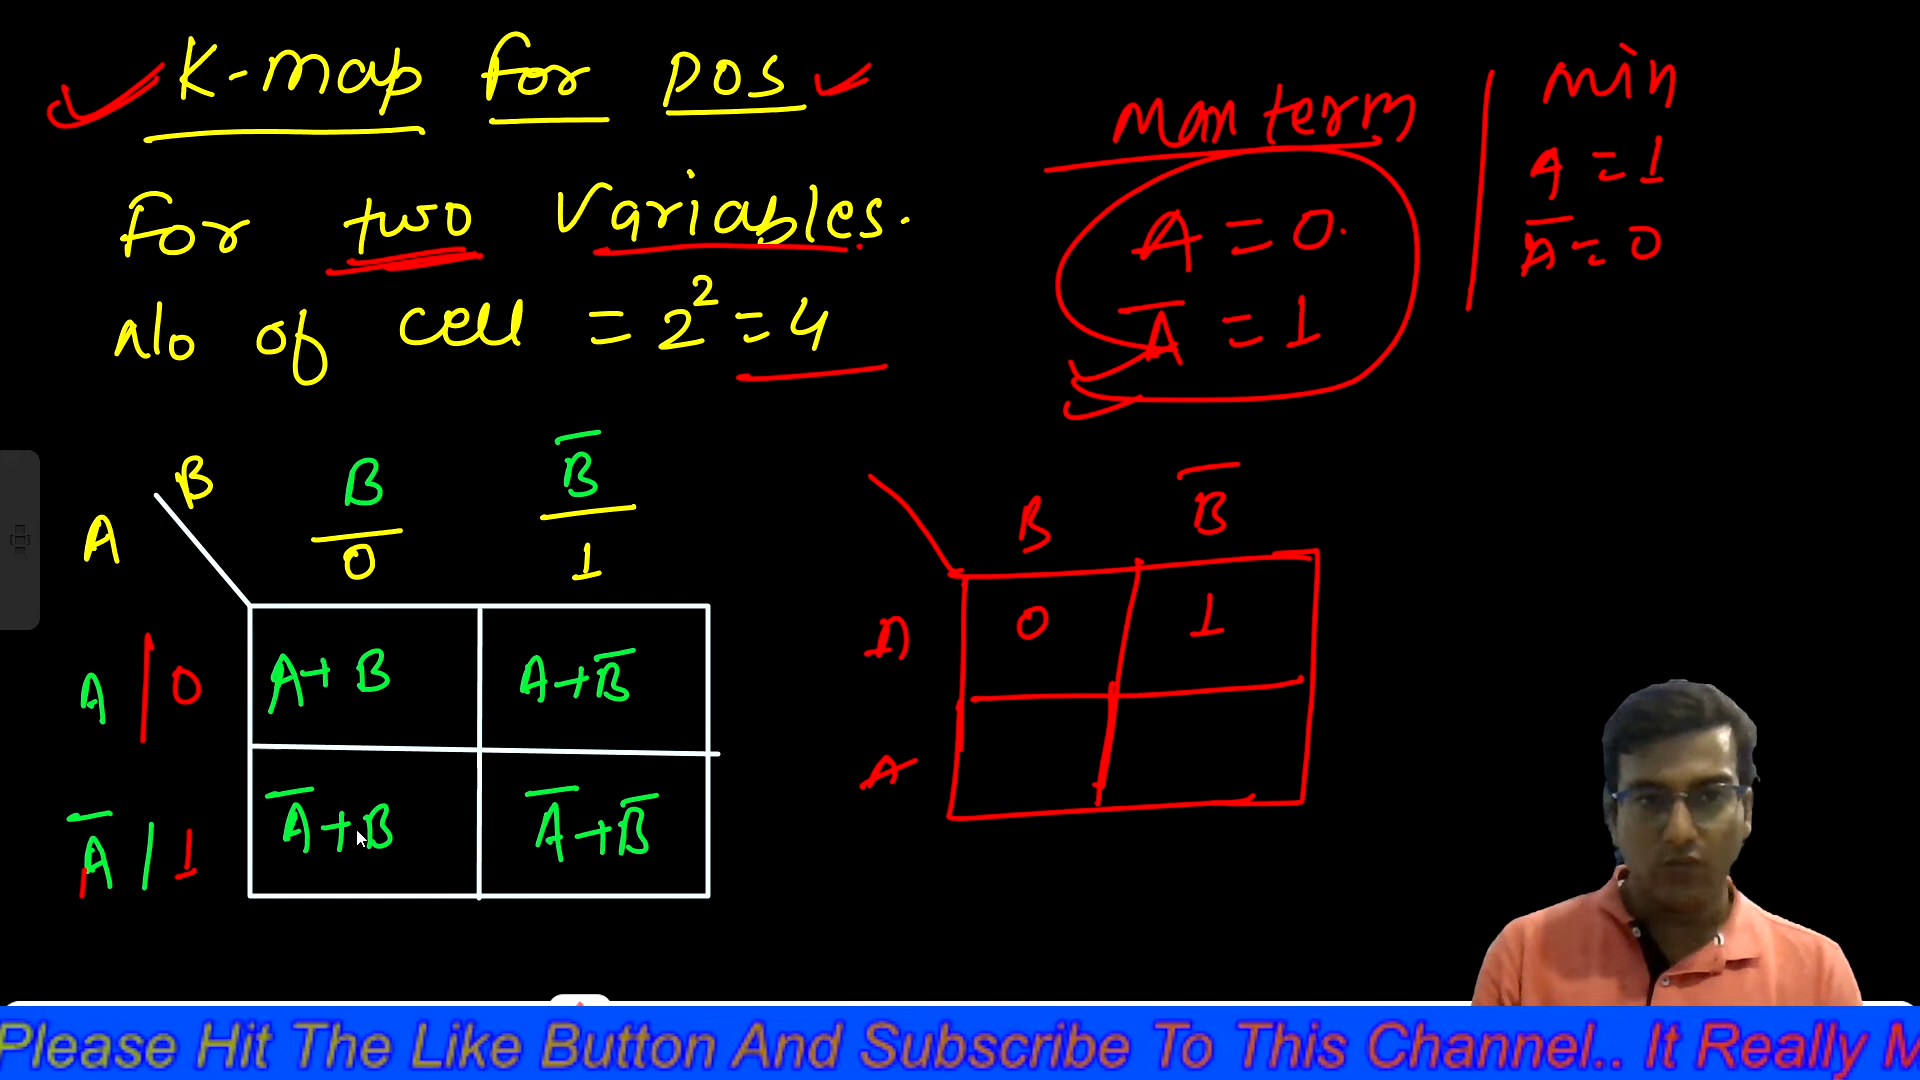 K-map for POS
for two Variables.
No of cell = 2² = 4
Max term
A = 0
A̅ = 1
min
A = 1
A̅ = 0
B
A
B B̅
0 1
A | 0 A+B A+B̅
A̅ | 1 A̅+B A̅+B̅
B B̅
A 0 1
A
Please Hit The Like Button And Subscribe To This Channel.. It Really M